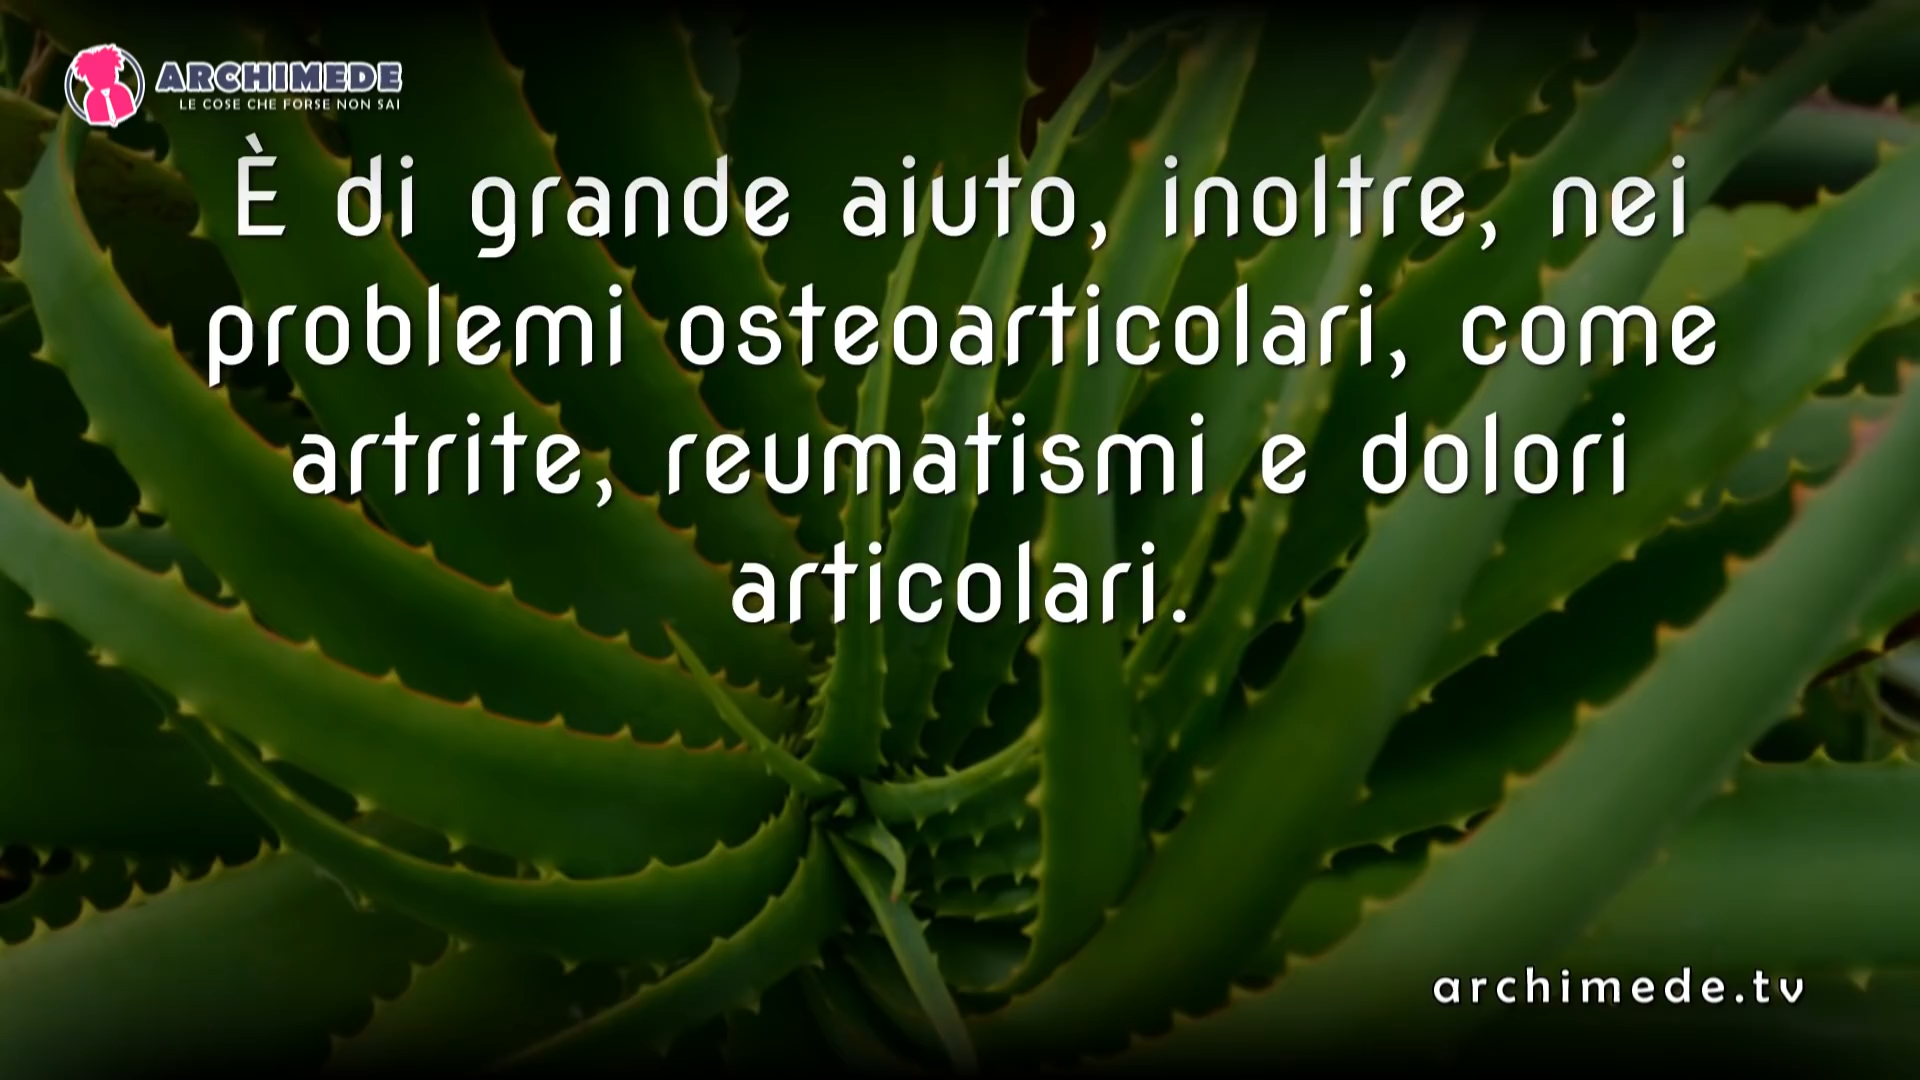 ARCHIMEDE
LE COSE CHE FORSE NON SAI
È di grande aiuto, inoltre, nei
problemi osteoarticolari, come
artrite, reumatismi e dolori
articolari.
archimede.tv